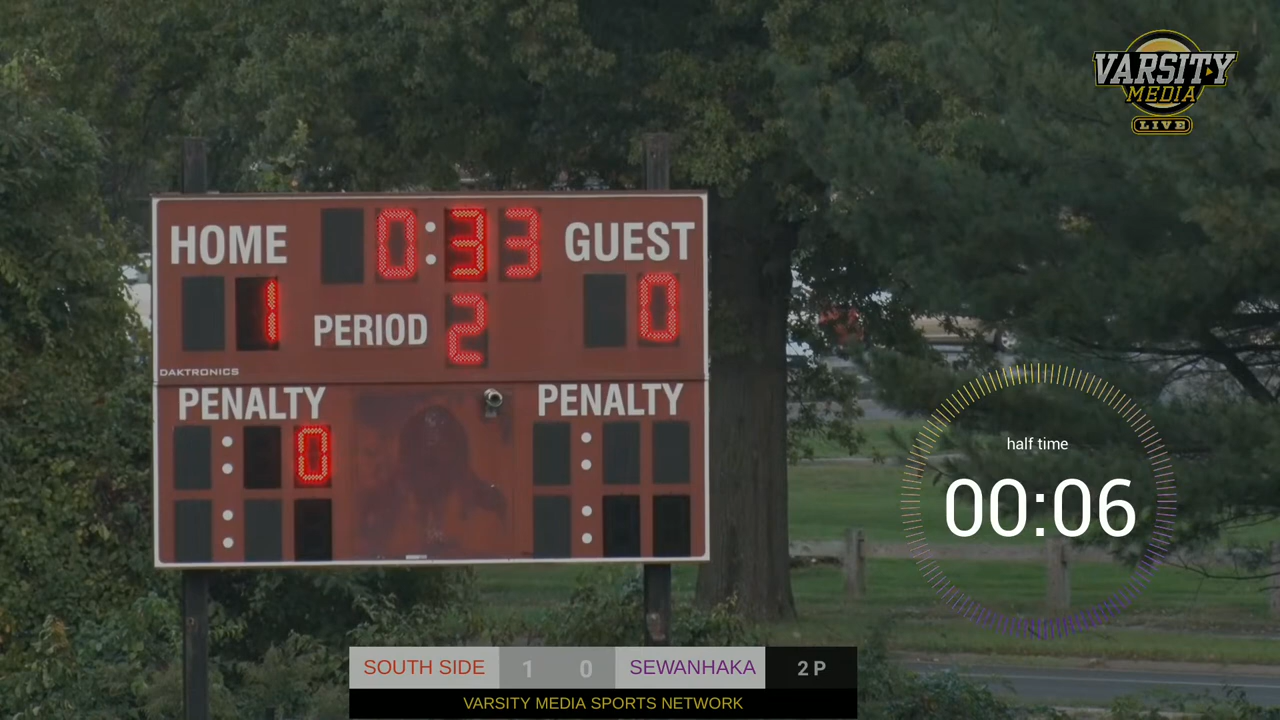 VARSITY
MEDIA
LIVE
HOME 0:33 GUEST
1 PERIOD 2 0
DAKTRONICS
PENALTY PENALTY
: 0 :
: :
half time
00:06
SOUTH SIDE 1 0 SEWANHAKA 2 P
VARSITY MEDIA SPORTS NETWORK